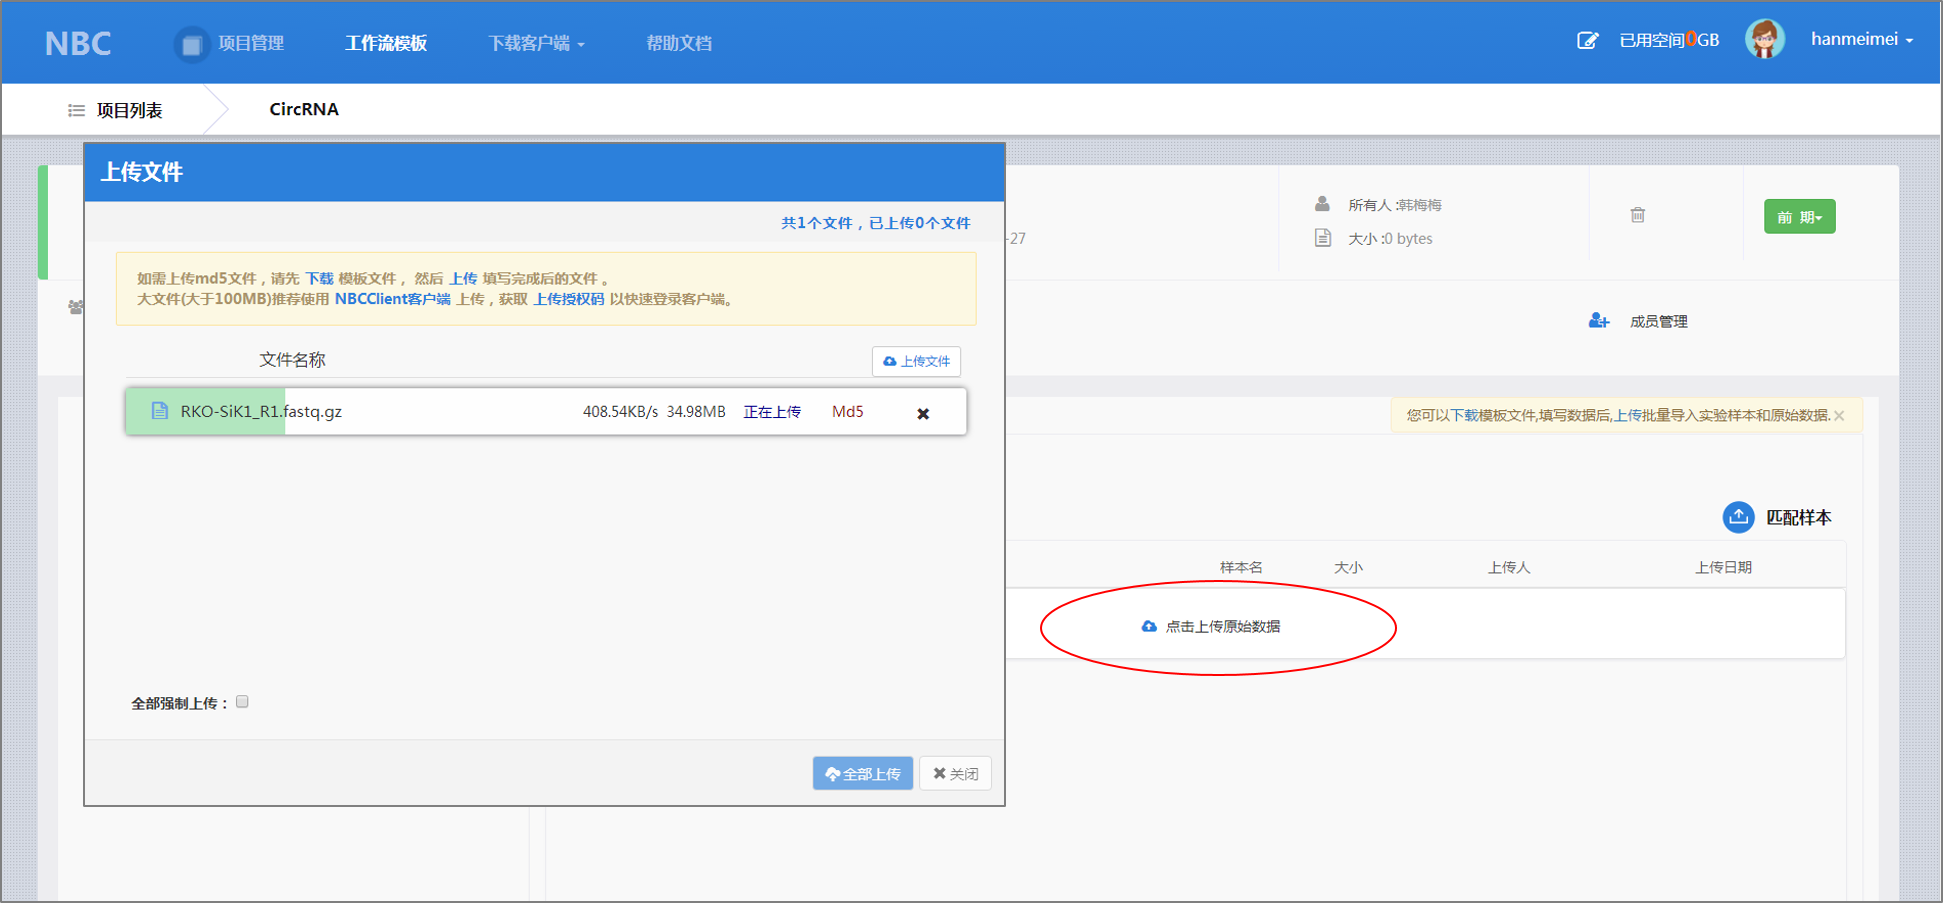 NBC
项目管理
工作流模板
下载客户端
帮助文档
已用空间0GB
hanmeimei
项目列表
CircRNA
上传文件
共1个文件，已上传0个文件
如需上传md5文件，请先 下载 模板文件， 然后 上传 填写完成后的文件 。
大文件(大于100MB)推荐使用 NBCClient客户端 上传，获取 上传授权码 以快速登录客户端。
文件名称
上传文件
RKO-SiK1_R1.fastq.gz
408.54KB/s 34.98MB 正在上传 Md5
全部强制上传：
全部上传
关闭
-27
所有人 :韩梅梅
大小 :0 bytes
前 期
成员管理
您可以下载模板文件,填写数据后,上传批量导入实验样本和原始数据.
匹配样本
样本名 大小 上传人 上传日期
点击上传原始数据